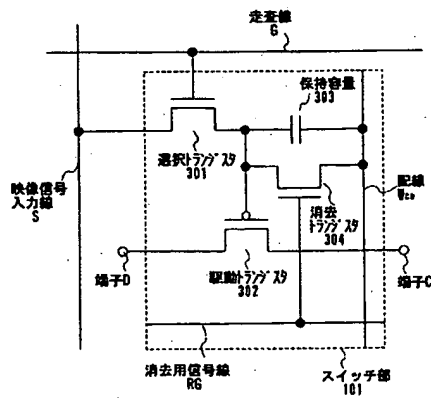 走査線
G
保持容量
303
選択トランジスタ
301
映像信号
入力線
S
消去
トランジスタ
304
配線
Wco
端子D
駆動トランジスタ
302
端子C
消去用信号線
RG
スイッチ部
101